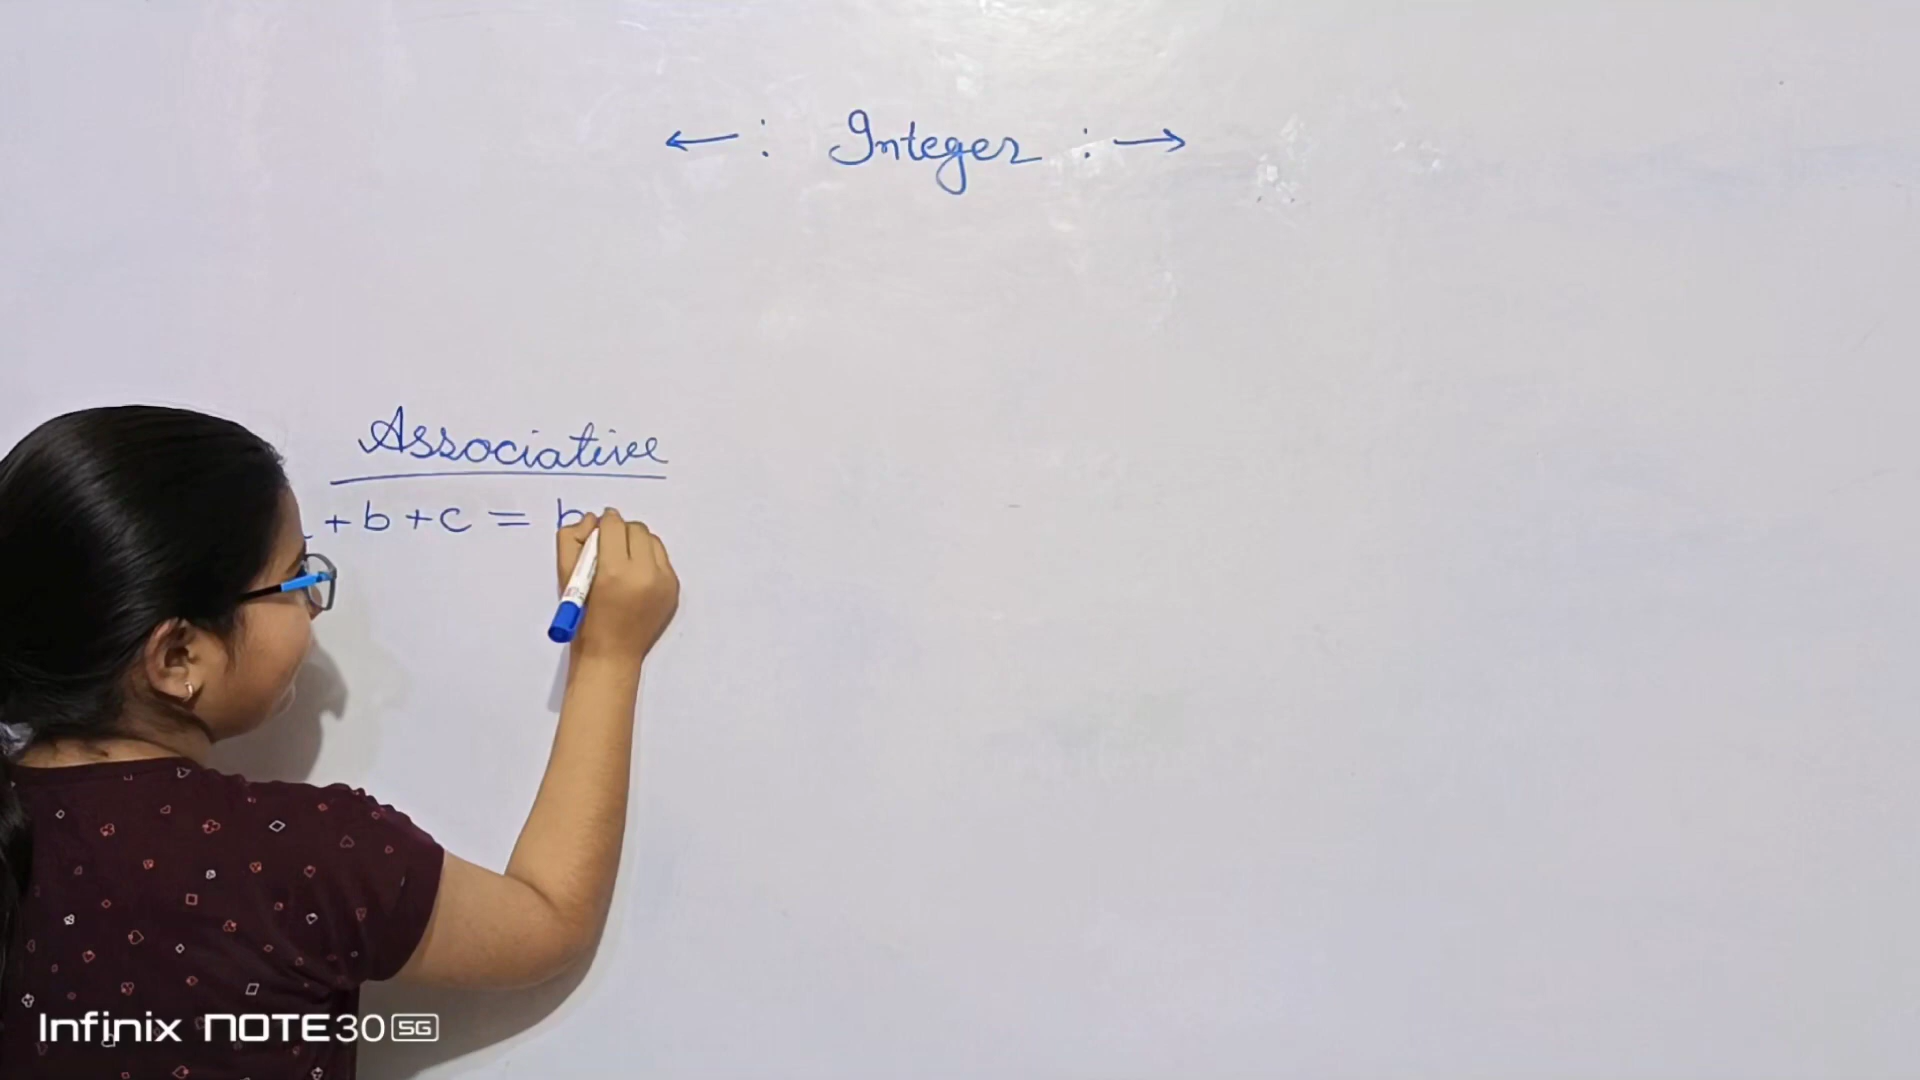 ←: Integer :→
Associative
+ b + c = b
Infinix NOTE 30 5G